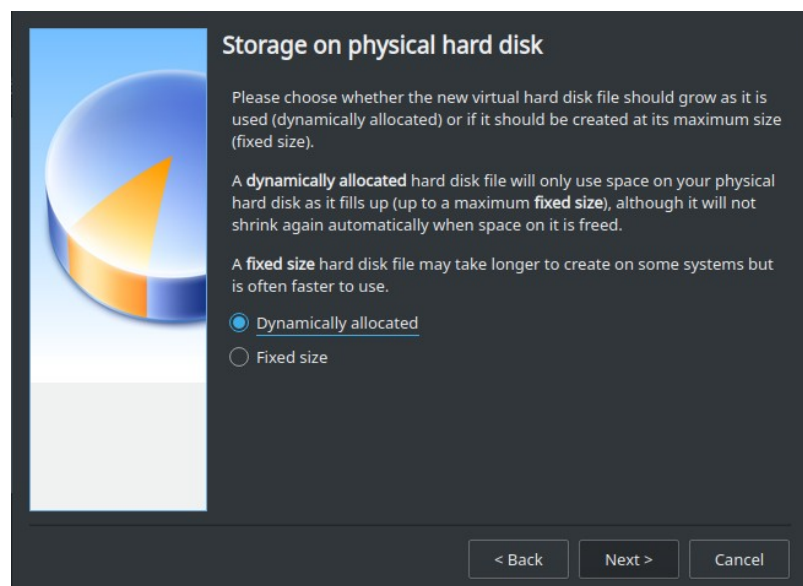 Storage on physical hard disk
Please choose whether the new virtual hard disk file should grow as it is
used (dynamically allocated) or if it should be created at its maximum size
(fixed size).
A dynamically allocated hard disk file will only use space on your physical
hard disk as it fills up (up to a maximum fixed size), although it will not
shrink again automatically when space on it is freed.
A fixed size hard disk file may take longer to create on some systems but
is often faster to use.
Dynamically allocated
Fixed size
< Back Next > Cancel